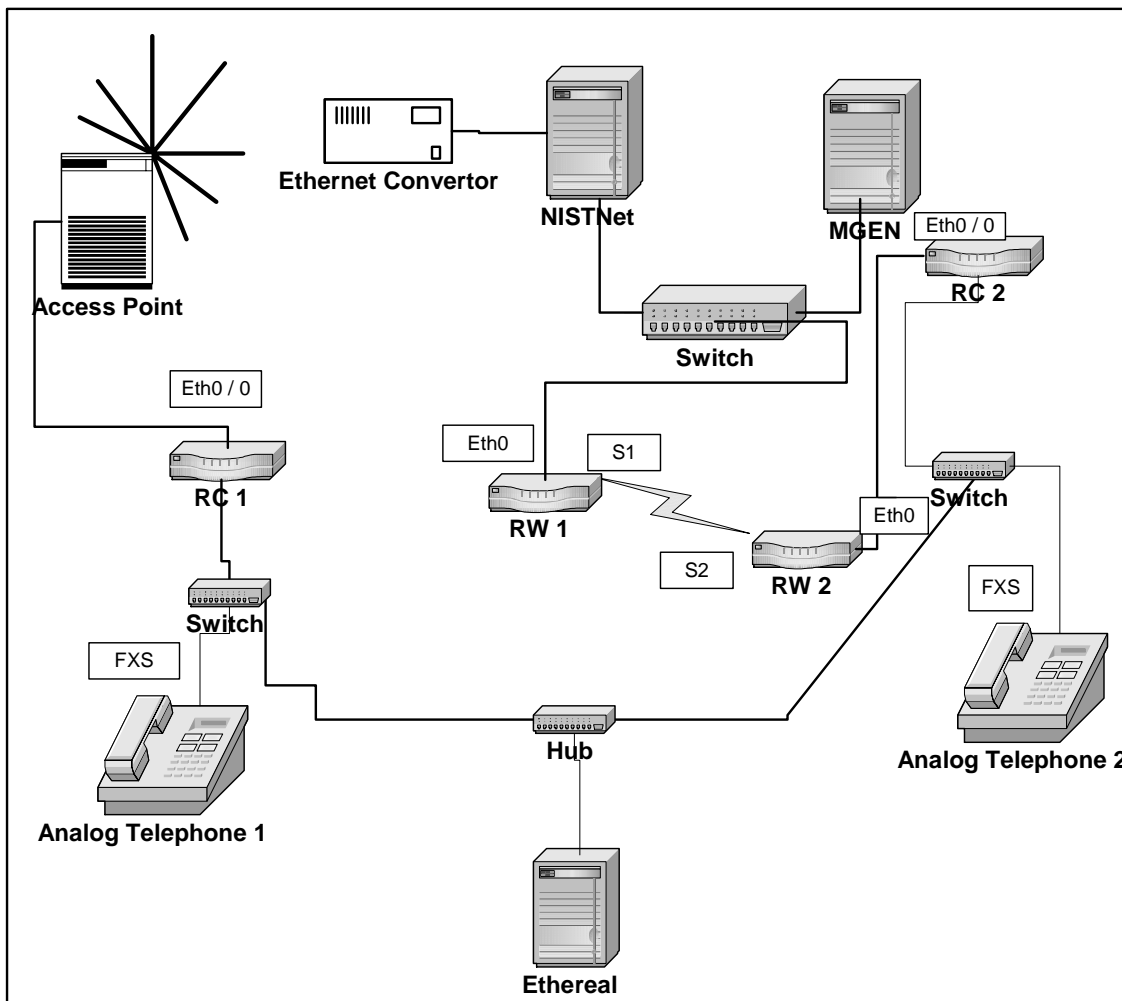 Ethernet Convertor
NISTNet
MGEN
Eth0 / 0
RC 2
Access Point
Switch
Eth0 / 0
Eth0
S1
RC 1
RW 1
Switch
Eth0
S2
RW 2
FXS
Switch
FXS
Hub
Analog Telephone 2
Analog Telephone 1
Ethereal